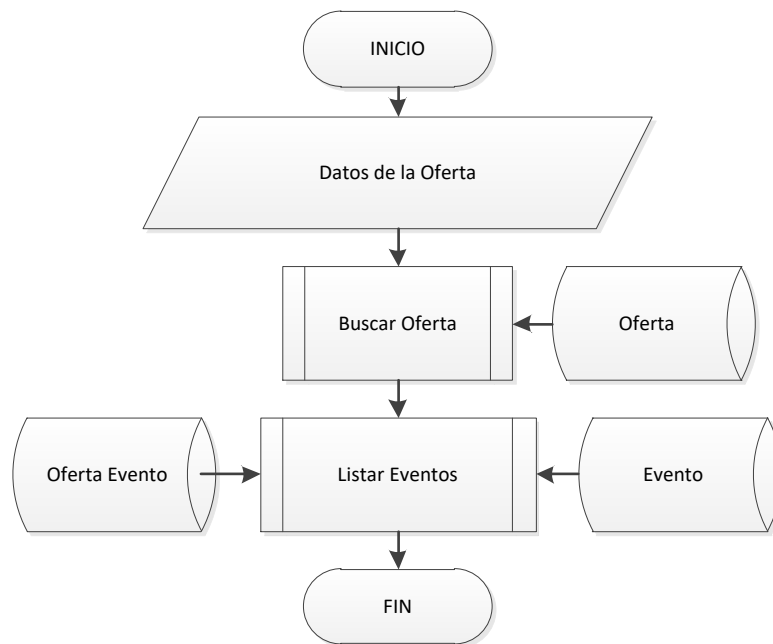 INICIO
Datos de la Oferta
Buscar Oferta
Oferta
Oferta Evento
Listar Eventos
Evento
FIN